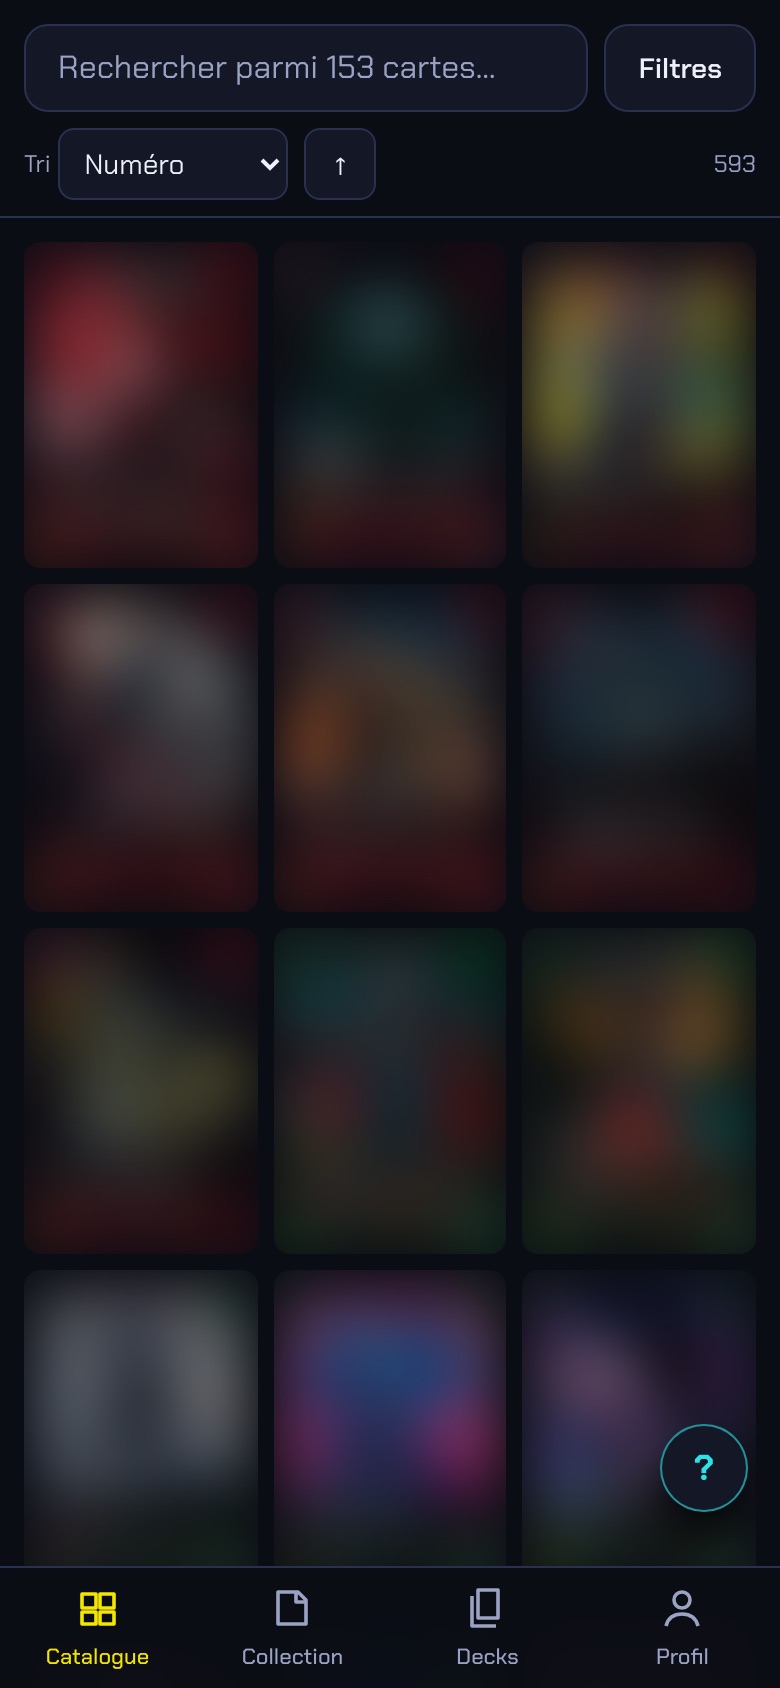 Rechercher parmi 153 cartes...
Filtres
Tri
Numéro
↑
593
?
Catalogue
Collection
Decks
Profil